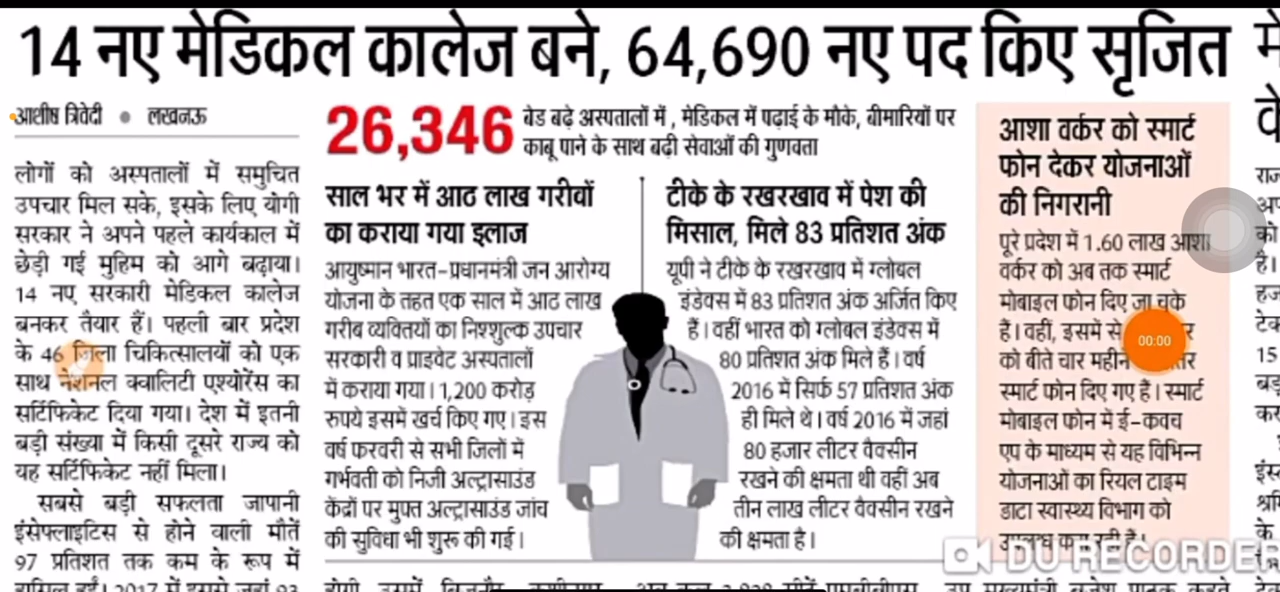 14 नए मेडिकल कालेज बने, 64,690 नए पद किए सृजित
आशीष त्रिवेदी ● लखनऊ
लोगों को अस्पतालों में समुचित
उपचार मिल सके, इसके लिए योगी
सरकार ने अपने पहले कार्यकाल में
छेड़ी गई मुहिम को आगे बढ़ाया।
14 नए सरकारी मेडिकल कालेज
बनकर तैयार हैं। पहली बार प्रदेश
के 46 जिला चिकित्सालयों को एक
साथ नेशनल क्वालिटी एश्योरेंस का
सर्टिफिकेट दिया गया। देश में इतनी
बड़ी संख्या में किसी दूसरे राज्य को
यह सर्टिफिकेट नहीं मिला।
सबसे बड़ी सफलता जापानी
इंसेफ्लाइटिस से होने वाली मौतें
97 प्रतिशत तक कम के रूप में
26,346
बेड बढ़े अस्पतालों में, मेडिकल में पढ़ाई के मौके, बीमारियों पर
काबू पाने के साथ बढ़ी सेवाओं की गुणवता
साल भर में आठ लाख गरीबों
का कराया गया इलाज
आयुष्मान भारत-प्रधानमंत्री जन आरोग्य
योजना के तहत एक साल में आठ लाख
गरीब व्यक्तियों का निश्शुल्क उपचार
सरकारी व प्राइवेट अस्पतालों
में कराया गया। 1,200 करोड़
रुपये इसमें खर्च किए गए। इस
वर्ष फरवरी से सभी जिलों में
गर्भवती को निजी अल्ट्रासाउंड
केंद्रों पर मुफ्त अल्ट्रासाउंड जांच
की सुविधा भी शुरू की गई।
टीके के रखरखाव में पेश की
मिसाल, मिले 83 प्रतिशत अंक
यूपी ने टीके के रखरखाव में ग्लोबल
इंडेक्स में 83 प्रतिशत अंक अर्जित किए
हैं। वहीं भारत को ग्लोबल इंडेक्स में
80 प्रतिशत अंक मिले हैं। वर्ष
2016 में सिर्फ 57 प्रतिशत अंक
ही मिले थे। वर्ष 2016 में जहां
80 हजार लीटर वैक्सीन
रखने की क्षमता थी वहीं अब
तीन लाख लीटर वैक्सीन रखने
की क्षमता है।
आशा वर्कर को स्मार्ट
फोन देकर योजनाओं
की निगरानी
पूरे प्रदेश में 1.60 लाख आशा
वर्कर को अब तक स्मार्ट
मोबाइल फोन दिए जा चुके
हैं। वहीं, इसमें से
को बीते चार
स्मार्ट फोन दिए गए हैं। स्मार्ट
मोबाइल फोन में ई-कवच
एप के माध्यम से यह विभिन्न
योजनाओं का रियल टाइम
डाटा स्वास्थ्य विभाग को
00:00
DU RECORDER